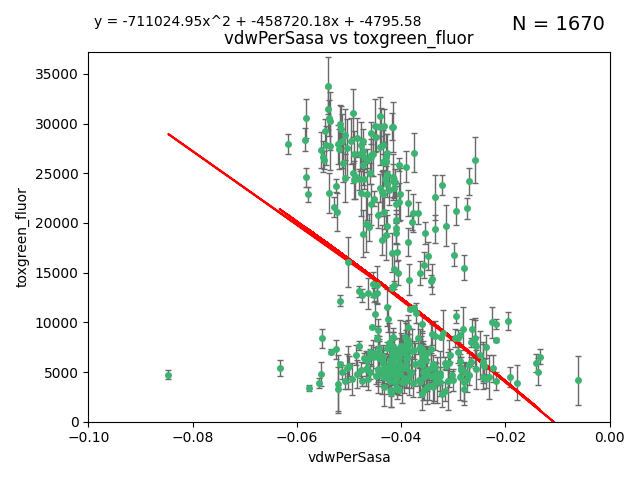 y = -711024.95x^2 + -458720.18x + -4795.58
N = 1670
vdwPerSasa vs toxgreen_fluor
toxgreen_fluor
35000
30000
25000
20000
15000
10000
5000
0
−0.10 −0.08 −0.06 −0.04 −0.02 0.00
vdwPerSasa